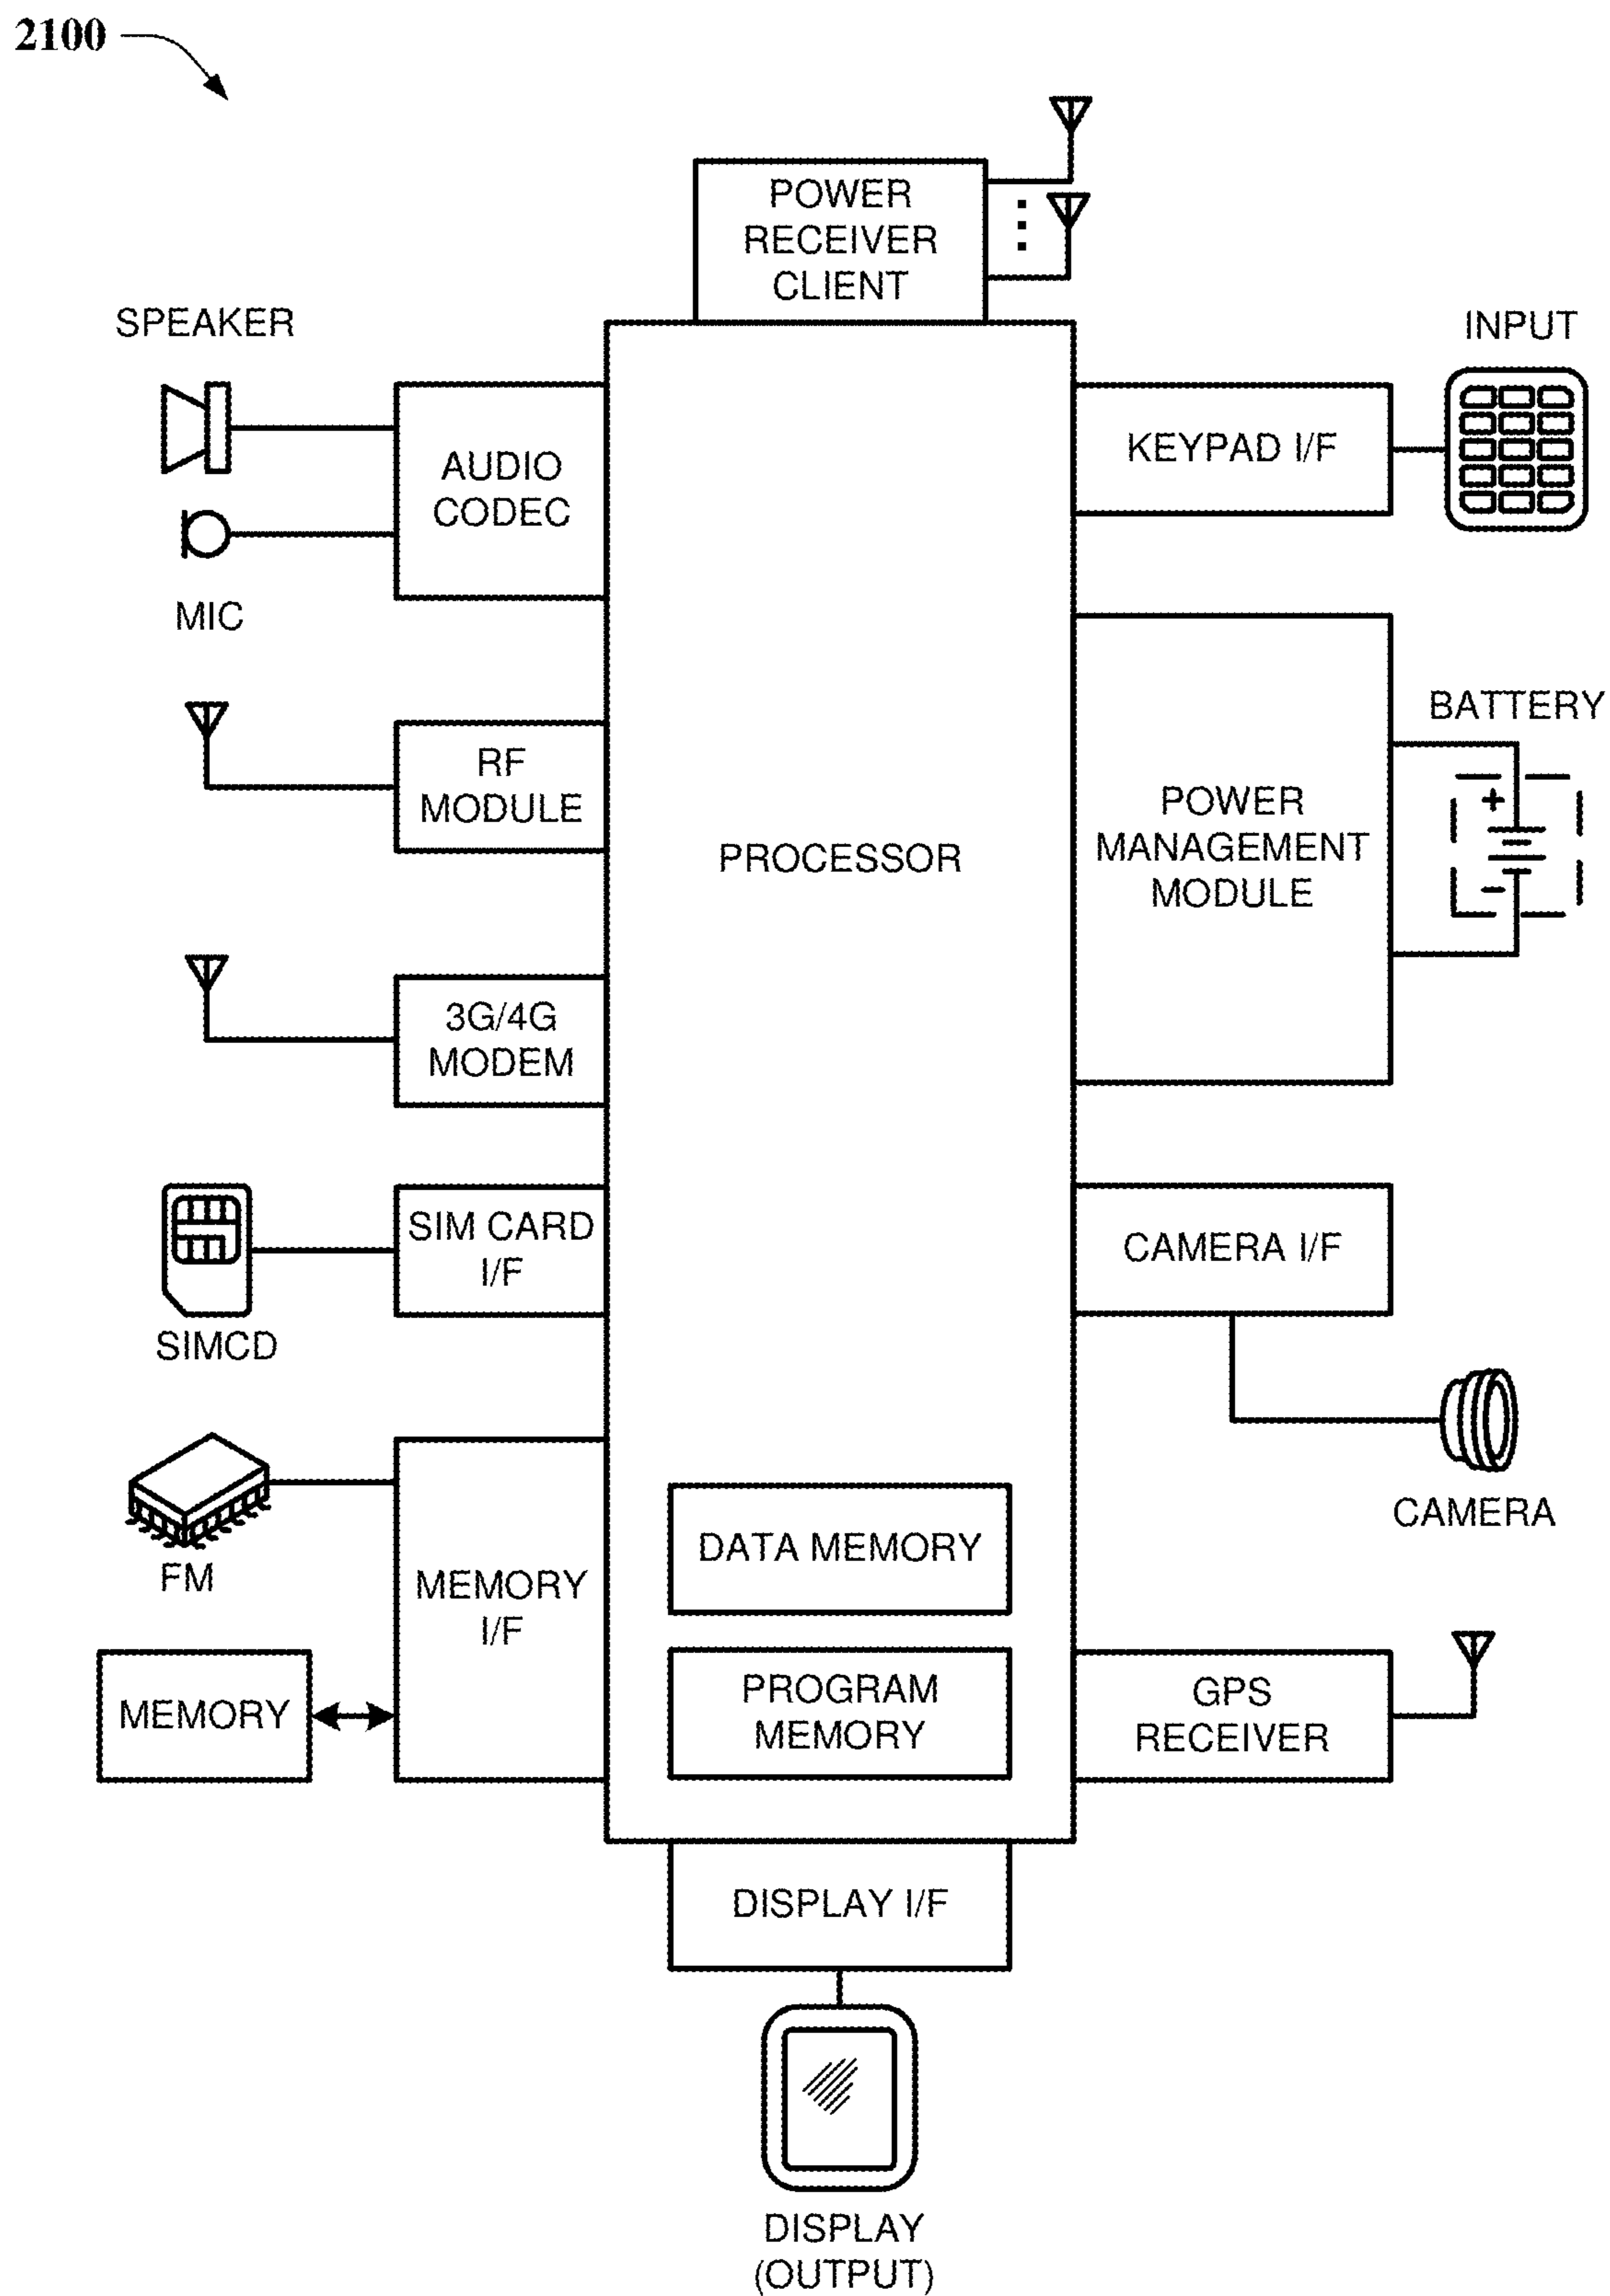 2100
POWER
RECEIVER
CLIENT
SPEAKER
INPUT
AUDIO
CODEC
KEYPAD I/F
MIC
BATTERY
RF
MODULE
PROCESSOR
POWER
MANAGEMENT
MODULE
+
-
3G/4G
MODEM
SIM CARD
I/F
CAMERA I/F
SIMCD
CAMERA
FM
MEMORY
I/F
DATA MEMORY
MEMORY
PROGRAM
MEMORY
GPS
RECEIVER
DISPLAY I/F
DISPLAY
(OUTPUT)